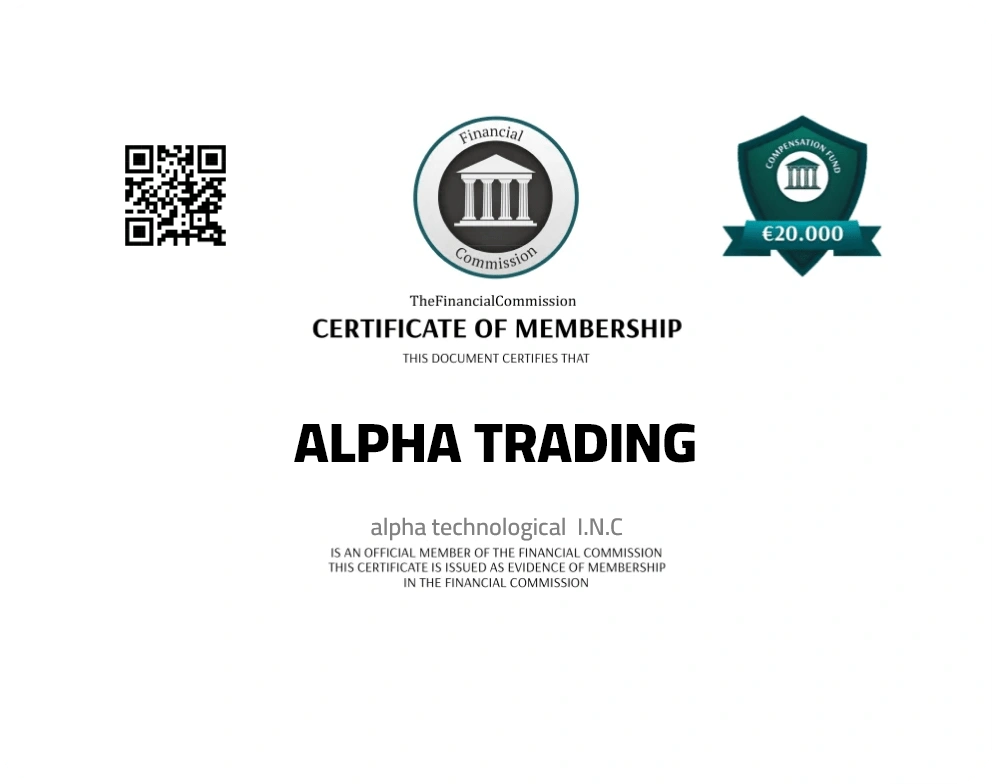 Financial
Commission
COMPENSATION FUND
€20.000
TheFinancialCommission
CERTIFICATE OF MEMBERSHIP
THIS DOCUMENT CERTIFIES THAT
ALPHA TRADING
alpha technological I.N.C
IS AN OFFICIAL MEMBER OF THE FINANCIAL COMMISSION
THIS CERTIFICATE IS ISSUED AS EVIDENCE OF MEMBERSHIP
IN THE FINANCIAL COMMISSION